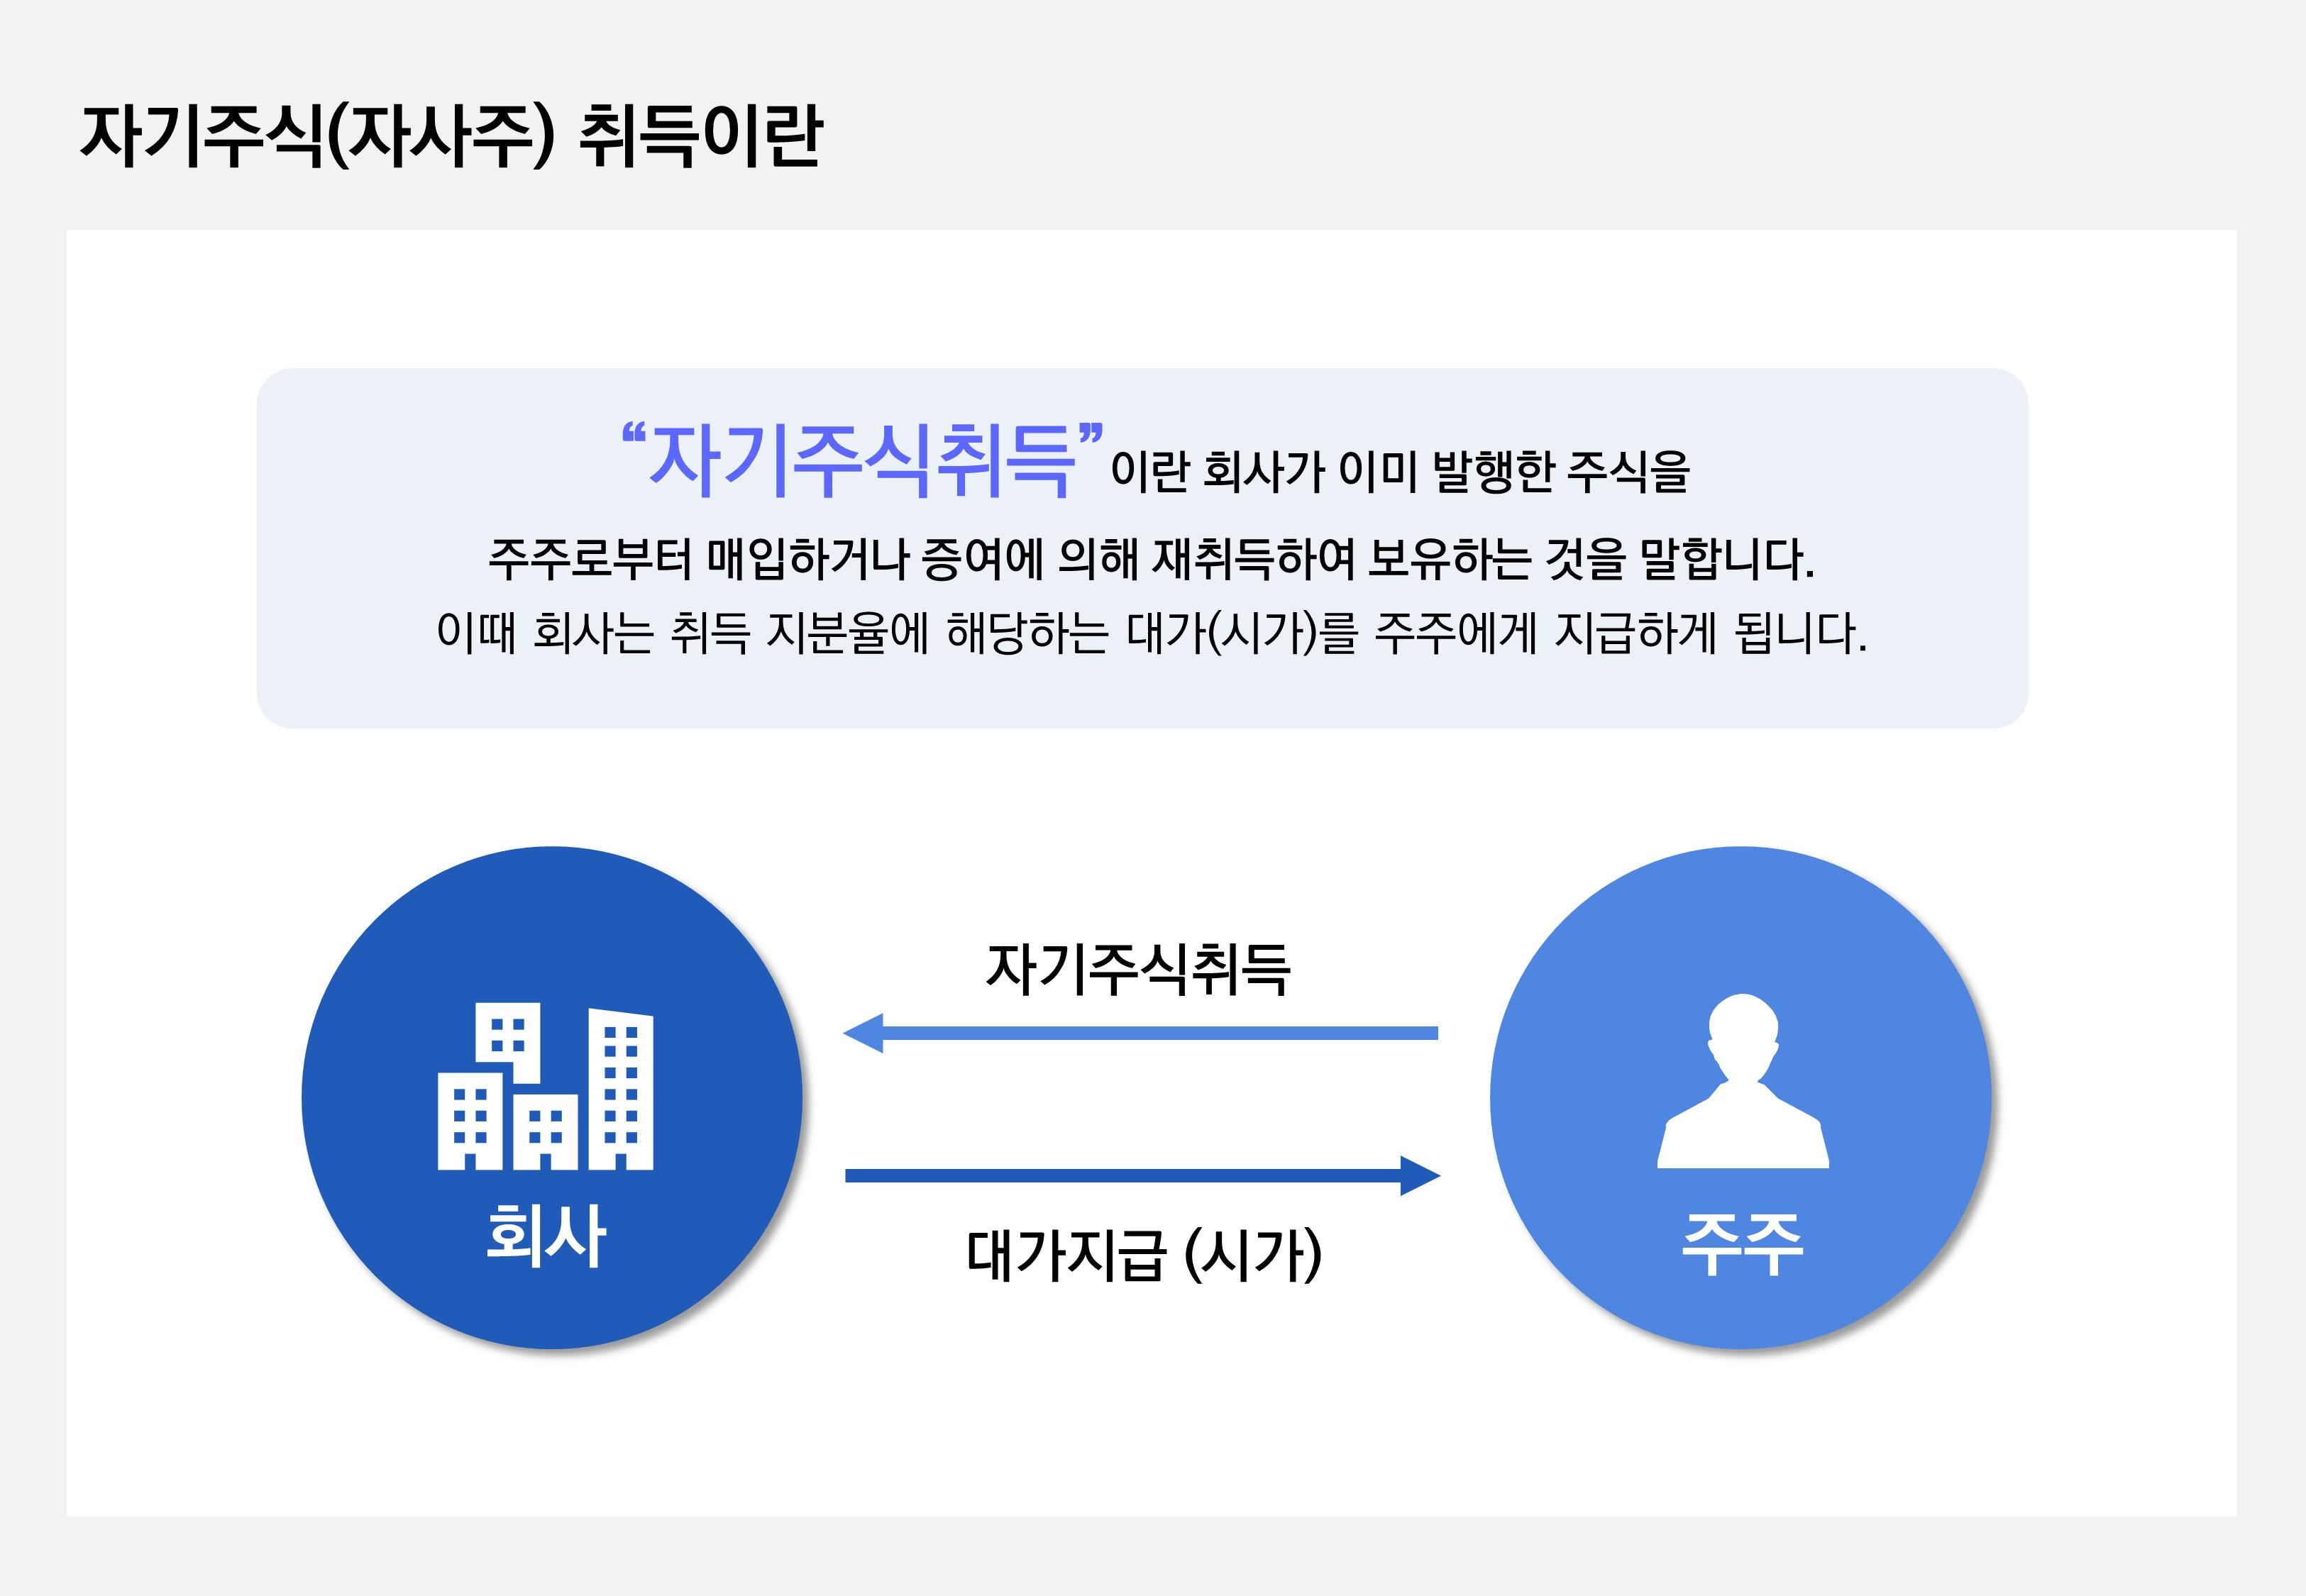 자기주식(자사주) 취득이란
“자기주식취득” 이란 회사가 이미 발행한 주식을
주주로부터 매입하거나 증여에 의해 재취득하여 보유하는 것을 말합니다.
이때 회사는 취득 지분율에 해당하는 대가(시가)를 주주에게 지급하게 됩니다.
자기주식취득
회사
주주
대가지급 (시가)